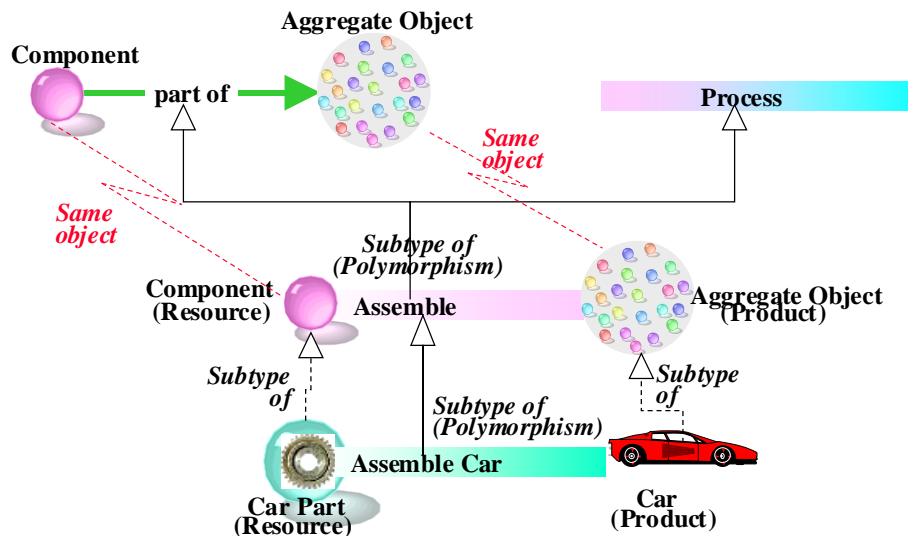 Aggregate Object
Component
part of
Process
Same
object
Same
object
Subtype of
(Polymorphism)
Component
(Resource)
Assemble
Aggregate Object
(Product)
Subtype
of
Subtype
of
Subtype of
(Polymorphism)
Assemble Car
Car Part
(Resource)
Car
(Product)